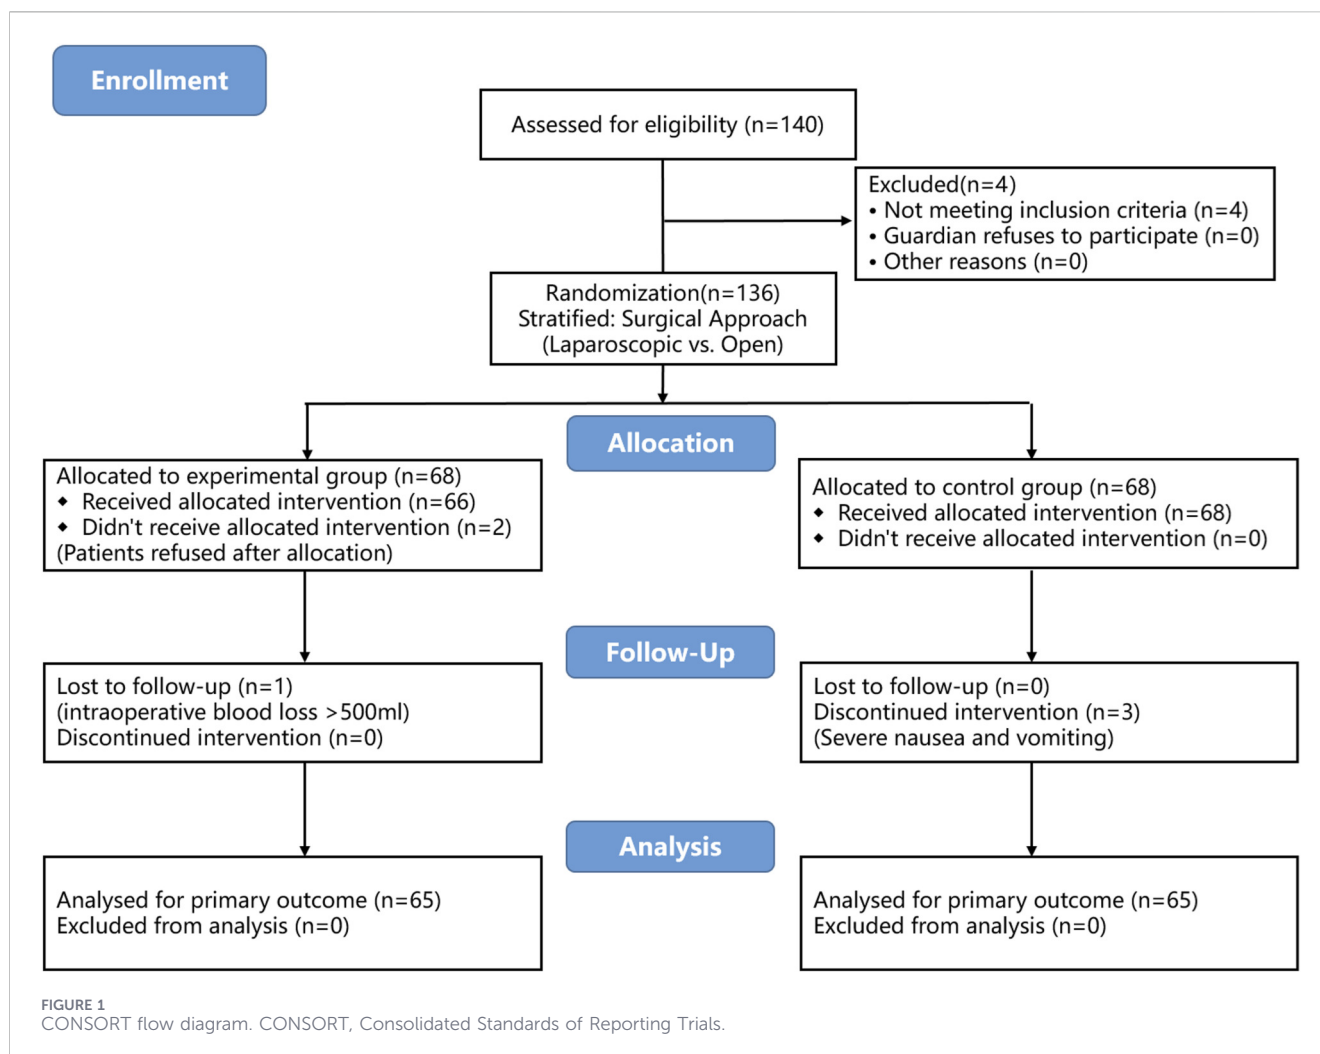 Enrollment
Assessed for eligibility (n=140)
Excluded(n=4)
• Not meeting inclusion criteria (n=4)
• Guardian refuses to participate (n=0)
• Other reasons (n=0)
Randomization(n=136)
Stratified: Surgical Approach
(Laparoscopic vs. Open)
Allocation
Allocated to experimental group (n=68)
◆ Received allocated intervention (n=66)
◆ Didn't receive allocated intervention (n=2)
(Patients refused after allocation)
Allocated to control group (n=68)
◆ Received allocated intervention (n=68)
◆ Didn't receive allocated intervention (n=0)
Follow-Up
Lost to follow-up (n=1)
(intraoperative blood loss >500ml)
Discontinued intervention (n=0)
Lost to follow-up (n=0)
Discontinued intervention (n=3)
(Severe nausea and vomiting)
Analysis
Analysed for primary outcome (n=65)
Excluded from analysis (n=0)
Analysed for primary outcome (n=65)
Excluded from analysis (n=0)
FIGURE 1
CONSORT flow diagram. CONSORT, Consolidated Standards of Reporting Trials.